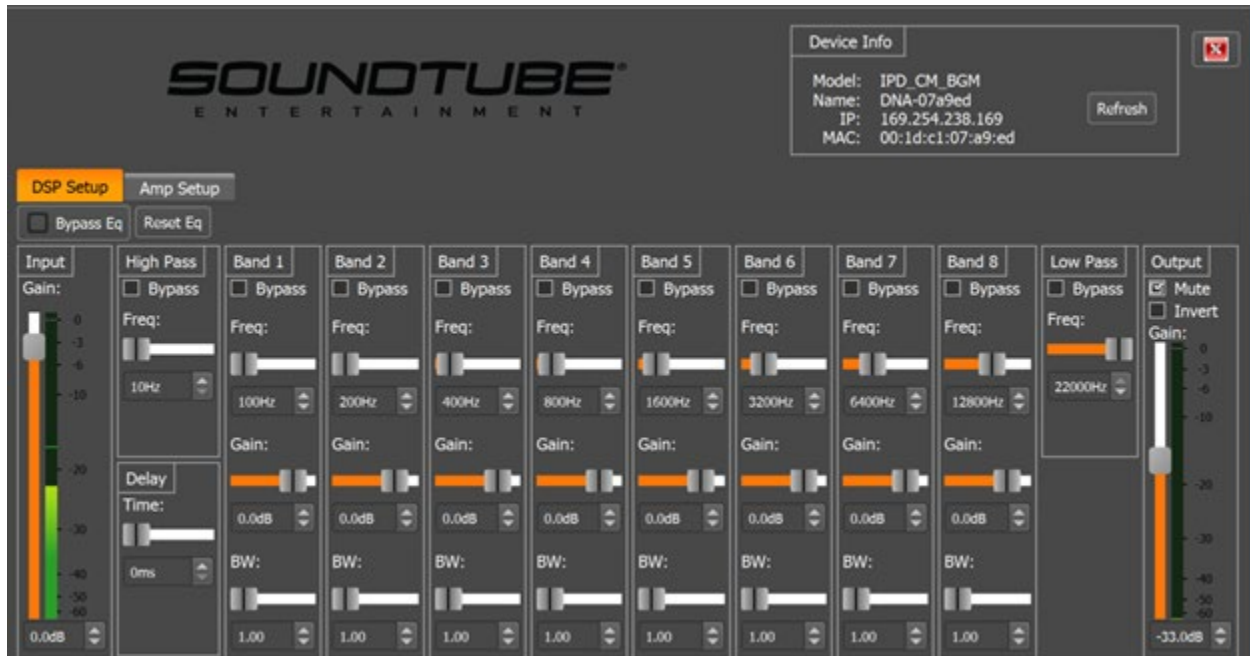 SOUNDTUBE®
ENTERTAINMENT
Device Info
Model: IPD_CM_BGM
Name: DNA-07a9ed
IP: 169.254.238.169
MAC: 00:1d:c1:07:a9:ed
Refresh
DSP Setup Amp Setup
Bypass Eq Reset Eq
Input High Pass Band 1 Band 2 Band 3 Band 4 Band 5 Band 6 Band 7 Band 8 Low Pass Output
Gain: Bypass Bypass Bypass Bypass Bypass Bypass Bypass Bypass Bypass Bypass Mute
Invert
Freq: Freq: Freq: Freq: Freq: Freq: Freq: Freq: Freq: Freq: Gain:
10Hz 100Hz 200Hz 400Hz 800Hz 1600Hz 3200Hz 6400Hz 12800Hz 22000Hz
Gain: Gain: Gain: Gain: Gain: Gain: Gain: Gain:
Delay
Time:
0.0dB 0.0dB 0.0dB 0.0dB 0.0dB 0.0dB 0.0dB 0.0dB
BW: BW: BW: BW: BW: BW: BW: BW:
0ms
0.0dB 1.00 1.00 1.00 1.00 1.00 1.00 1.00 1.00 -33.0dB
0 0
-3 -3
-6 -6
-10 -10
-20 -20
-30 -30
-40 -40
-50 -50
-60 -60